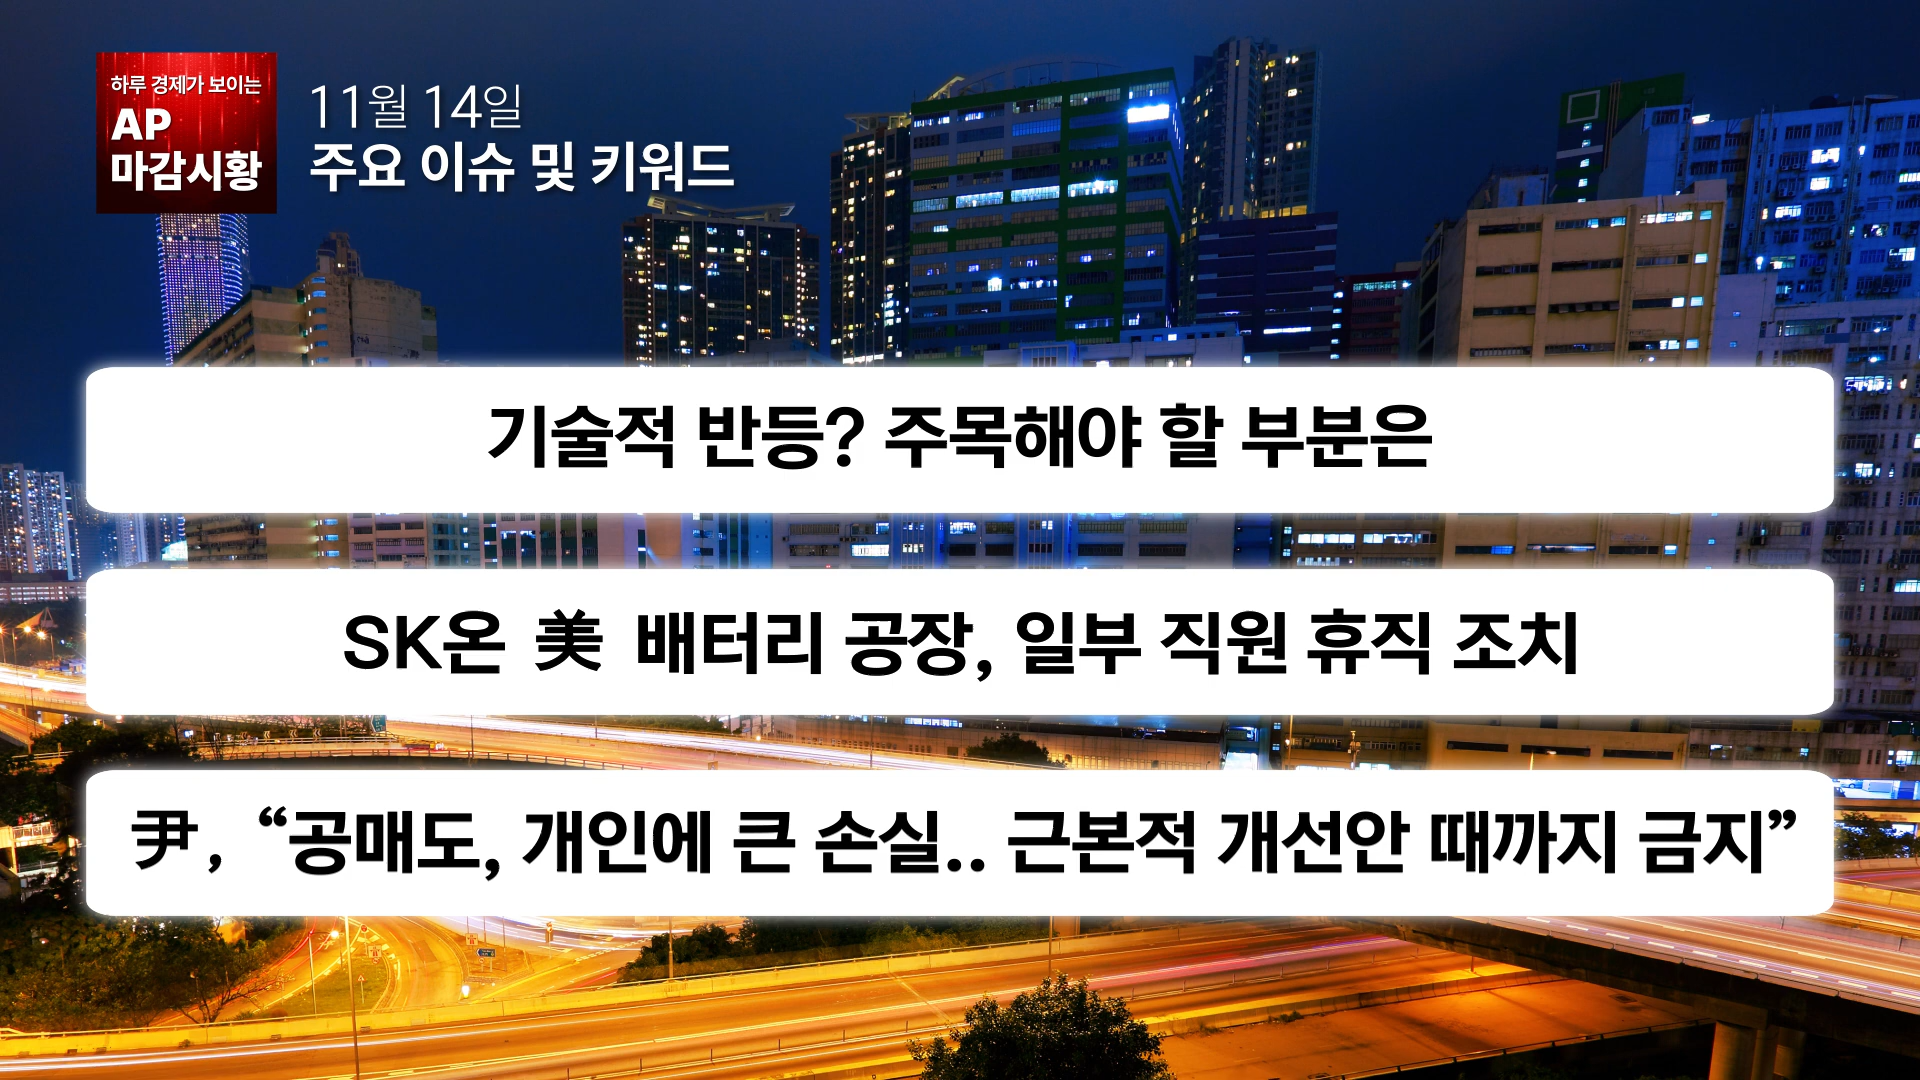 하루 경제가 보이는
AP
마감시황
11월 14일
주요 이슈 및 키워드
기술적 반등? 주목해야 할 부분은
SK온 美 배터리 공장, 일부 직원 휴직 조치
尹, “공매도, 개인에 큰 손실.. 근본적 개선안 때까지 금지”